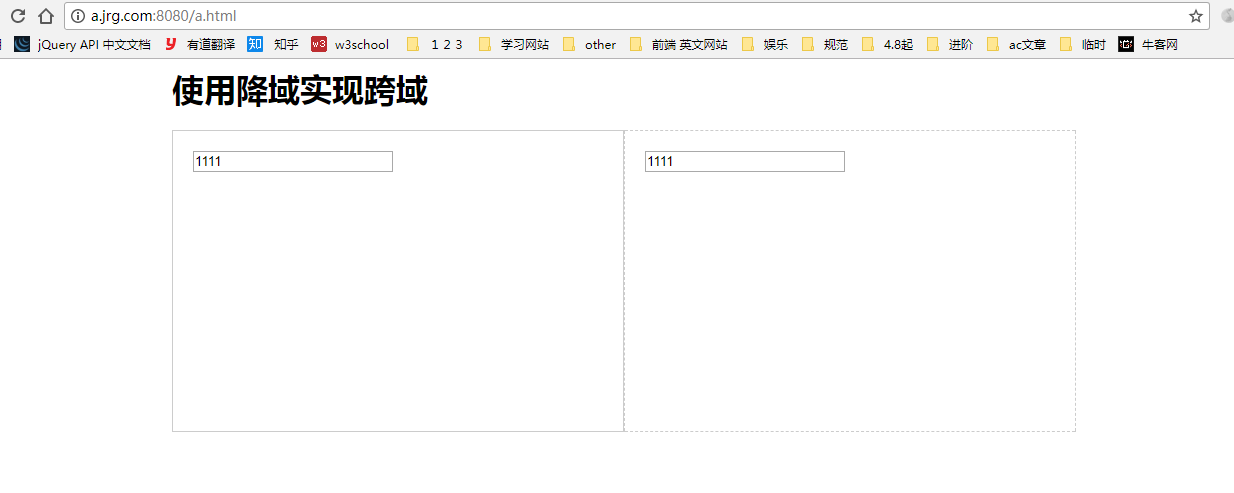 a.jrg.com:8080/a.html
jQuery API 中文文档 有道翻译 知 知乎 w3 w3school 1 2 3 学习网站 other 前端 英文网站 娱乐 规范 4.8起 进阶 ac文章 临时 牛客网
使用降域实现跨域
1111 1111